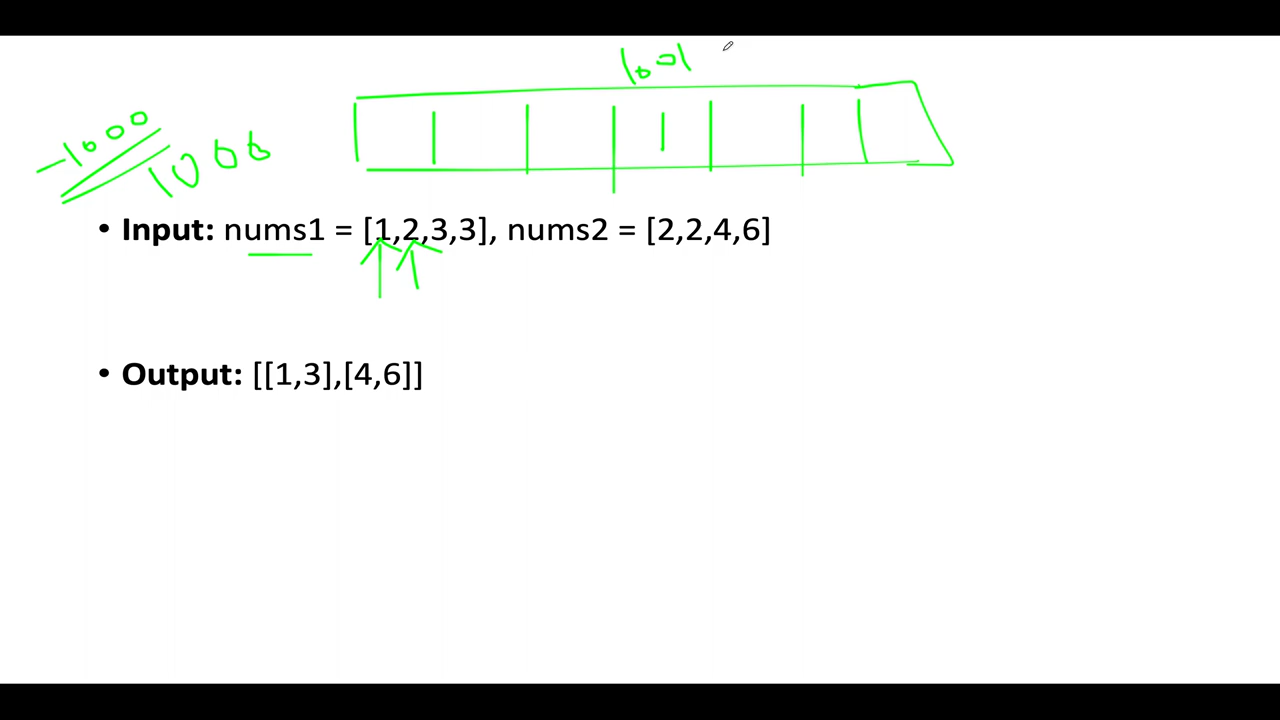 1001
-1000
1000
• Input: nums1 = [1,2,3,3], nums2 = [2,2,4,6]
• Output: [[1,3],[4,6]]